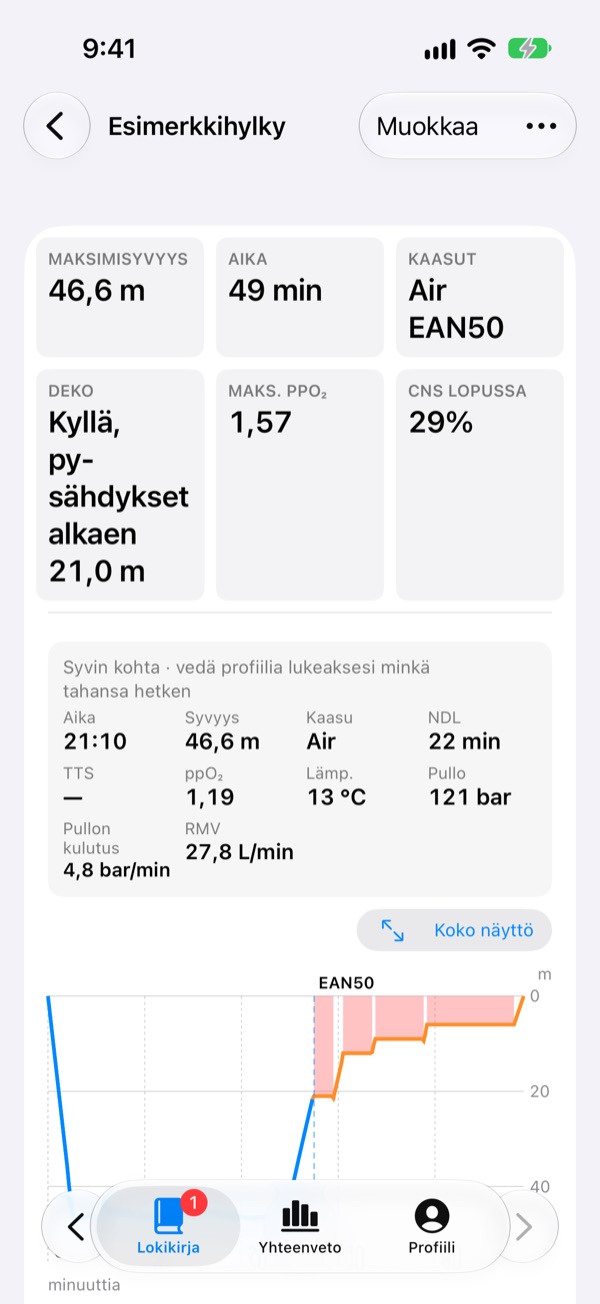 9:41
Esimerkkihylky
Muokkaa
MAKSIMISYVYYS
46,6 m
AIKA
49 min
KAASUT
Air
EAN50
DEKO
Kyllä,
py-
sähdykset
alkaen
21,0 m
MAKS. PPO₂
1,57
CNS LOPUSSA
29%
Syvin kohta · vedä profiilia lukeaksesi minkä
tahansa hetken
Aika
21:10
Syvyys
46,6 m
Kaasu
Air
NDL
22 min
TTS
—
ppO₂
1,19
Lämp.
13 °C
Pullo
121 bar
Pullon
kulutus
4,8 bar/min
RMV
27,8 L/min
Koko näyttö
EAN50
m
0
20
40
1
Lokikirja
Yhteenveto
Profiili
minuuttia